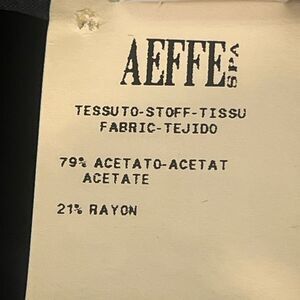 AEFFE SPA
TESSUTO-STOFF-TISSU
FABRIC-TEJIDO
79% ACETATO-ACETAT
ACETATE
21% RAYON